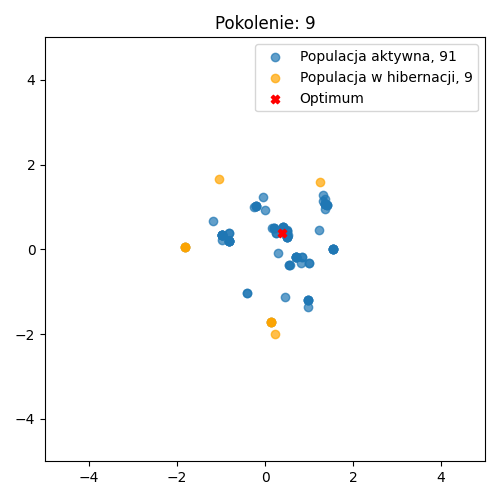 Pokolenie: 9
Populacja aktywna, 91
Populacja w hibernacji, 9
Optimum
4
2
0
−2
−4
−4 −2 0 2 4